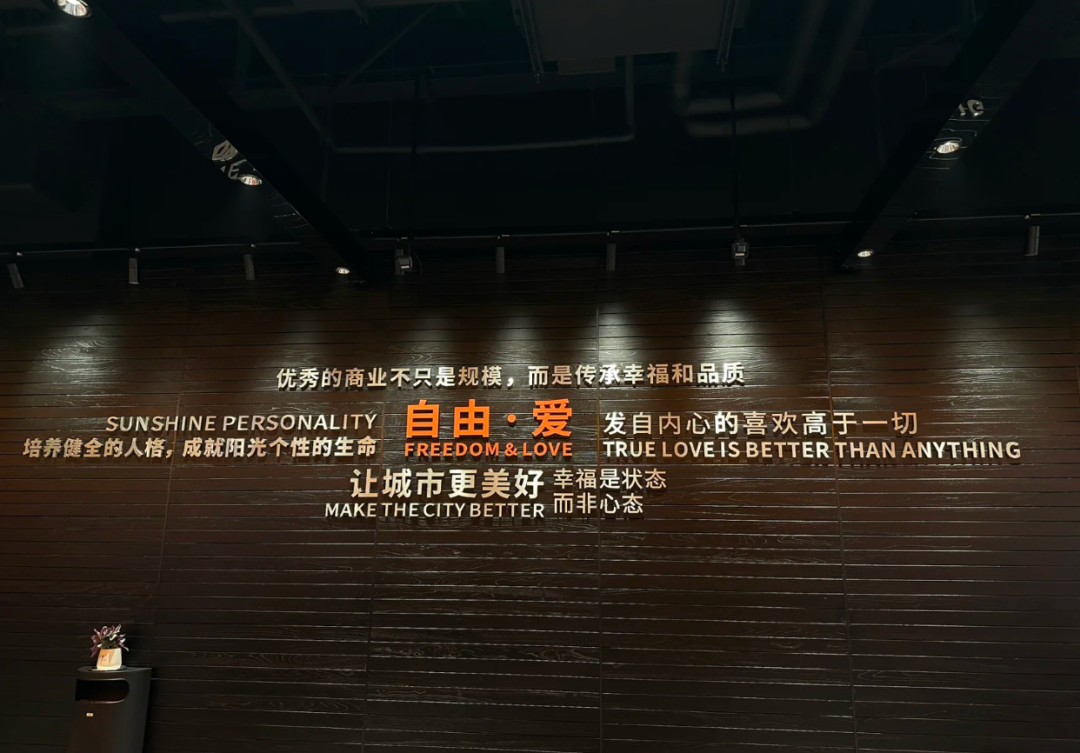 优秀的商业不只是规模，而是传承幸福和品质
SUNSHINE PERSONALITY
培养健全的人格，成就阳光个性的生命
自由·爱
FREEDOM & LOVE
发自内心的喜欢高于一切
TRUE LOVE IS BETTER THAN ANYTHING
让城市更美好
MAKE THE CITY BETTER
幸福是状态
而非心态